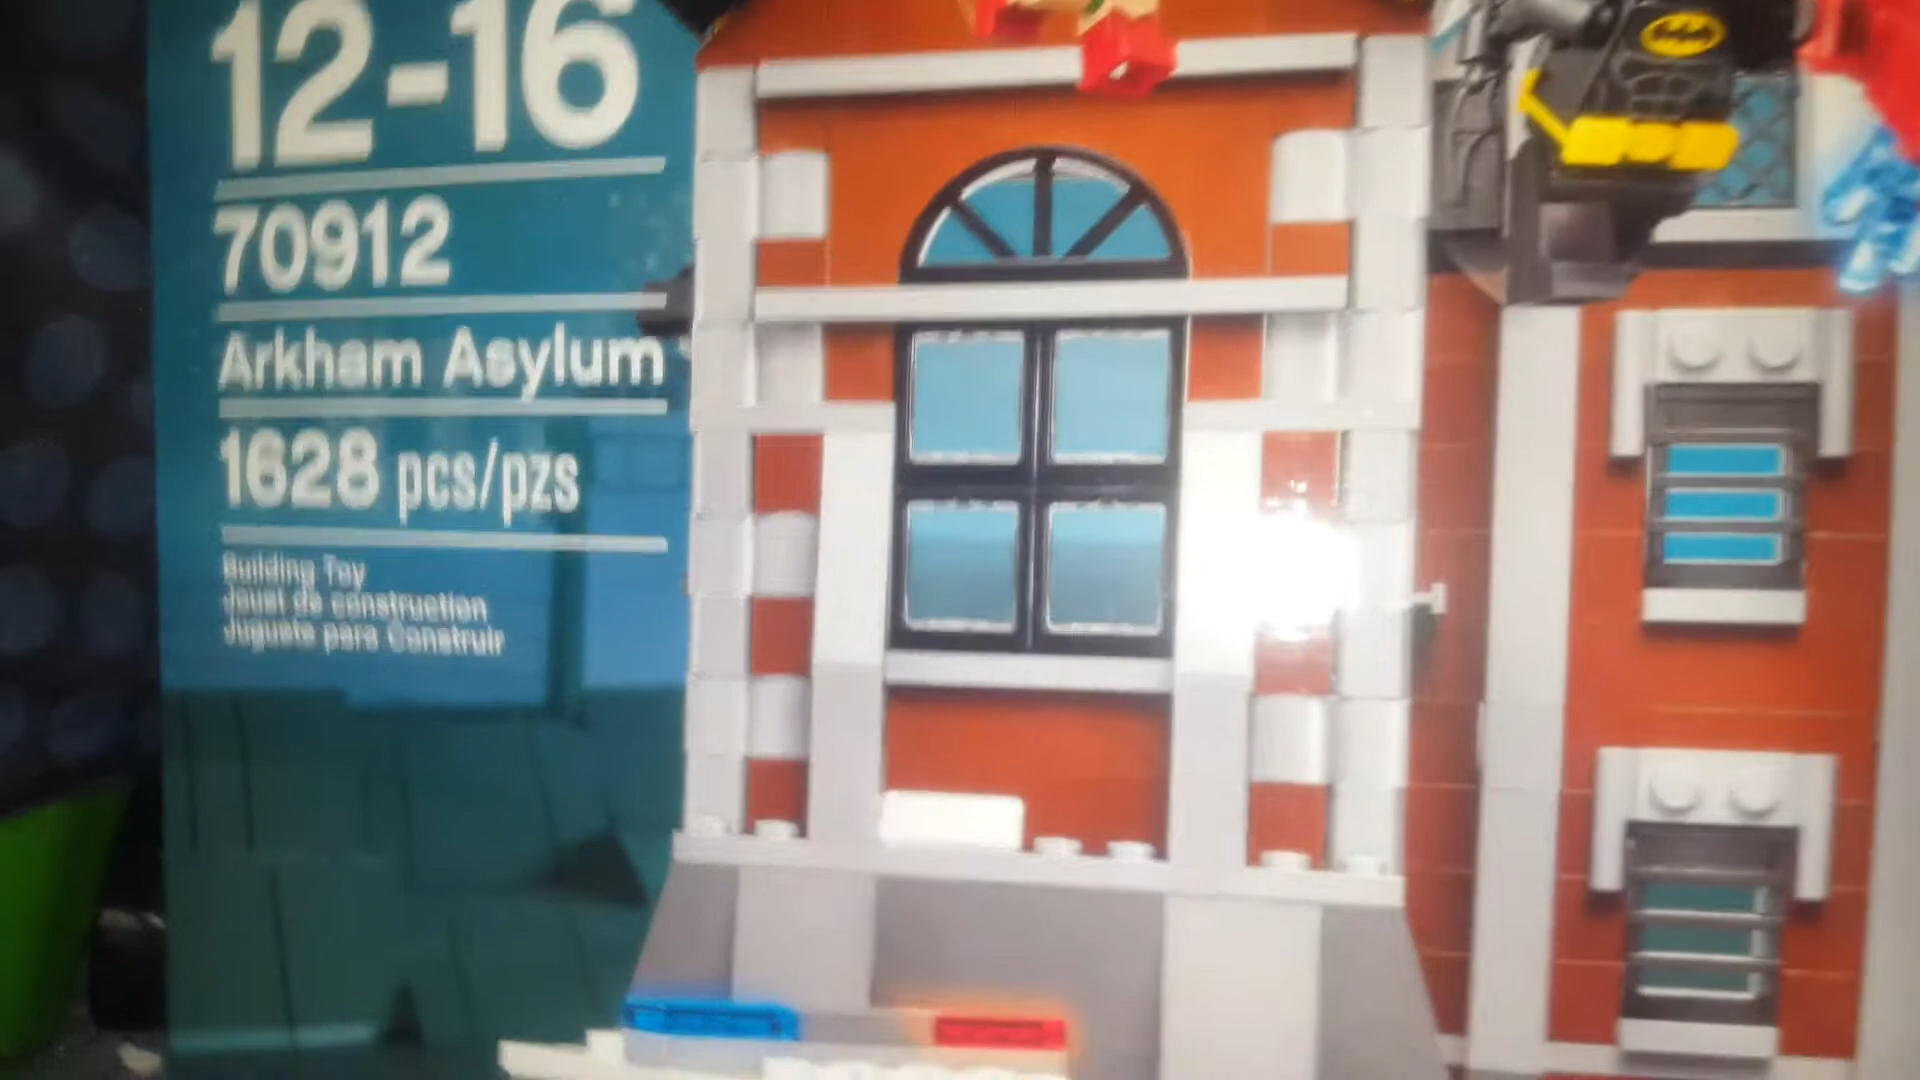 12-16
70912
Arkham Asylum
1628 pcs/pzs
Building Toy
Jouet de construction
Juguete para Construir